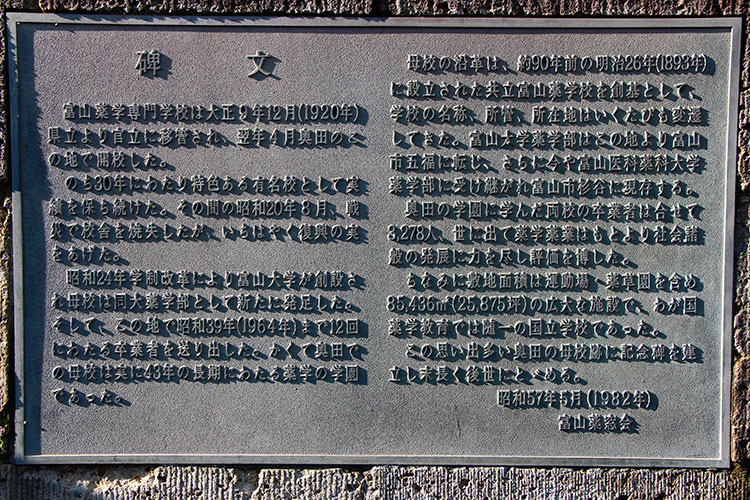 碑　文
富山薬学専門学校は大正9年12月(1920年)
県立より官立に移管され、翌年4月奥田のこ
の地で開校した。
のち30年にわたり特色ある有名校として実
績を保ち続けた。その間の昭和20年8月、戦
災で校舎を焼失したが、いちはやく復興の実
をあげた。
昭和24年学制改革により富山大学が創設さ
れ母校は同大薬学部として新たに発足した。
そして、この地で昭和39年(1964年)まで12回
にわたる卒業者を送り出した。かくて奥田で
の母校は実に43年の長期にわたる薬学の学園
であった。
母校の沿革は、約90年前の明治26年(1893年)
に設立された共立富山薬学校を創基として、
学校の名称、所管、所在地はいくたびも変遷
してきた。富山大学薬学部はこの地より富山
市五福に転じ、さらに今や富山医科薬科大学
薬学部に受け継がれ富山市杉谷に現存する。
奥田の学園に学んだ両校の卒業者は合せて
3,278人、世に出て薬学薬業はもとより社会諸
般の発展に力を尽し評価を博した。
ちなみに敷地面積は運動場、薬草園を含め
85,436㎡(25,875坪)の広大な施設で、わが国
薬学教育では随一の国立学校であった。
この思い出多い奥田の母校跡に記念碑を建
立し末長く後世にとどめる。
昭和57年5月(1982年)
富山薬窓会